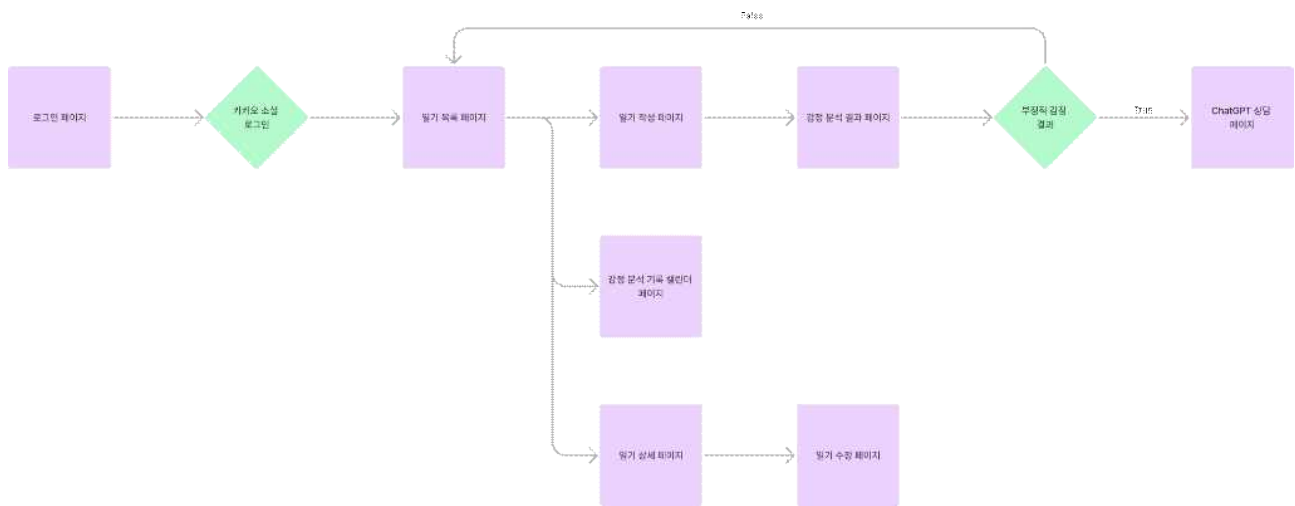 False
로그인 페이지
카카오 소셜
로그인
일기 목록 페이지
일기 작성 페이지
감정 분석 결과 페이지
부정적 감정
결과
True
ChatGPT 상담
페이지
감정 분석 기록 캘린더
페이지
일기 상세 페이지
일기 수정 페이지